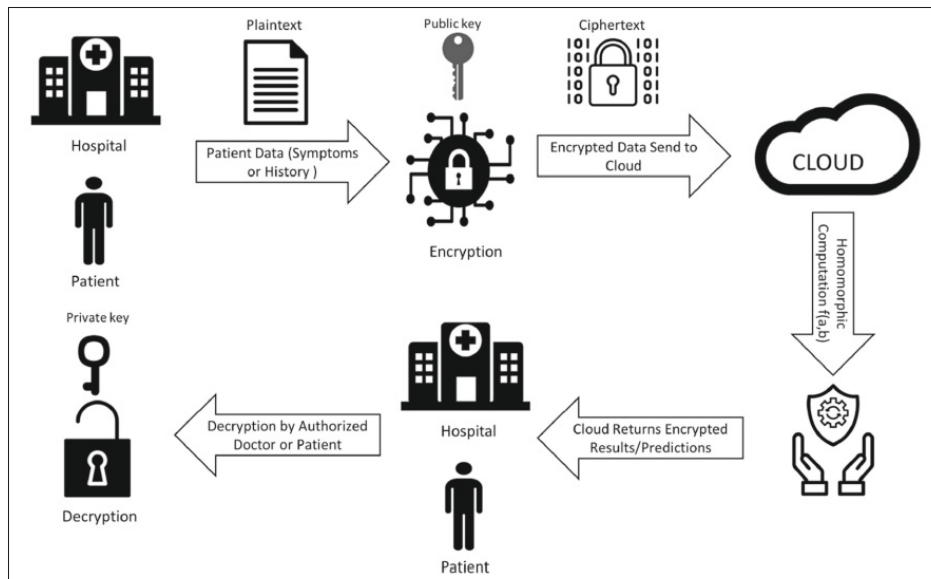 Plaintext
Public key
Ciphertext
Hospital
Patient Data (Symptoms
or History )
Encrypted Data Send to
Cloud
CLOUD
Encryption
Patient
Homomorphic
Computation f(a,b)
Private key
Decryption by Authorized
Doctor or Patient
Hospital
Cloud Returns Encrypted
Results/Predictions
Decryption
Patient